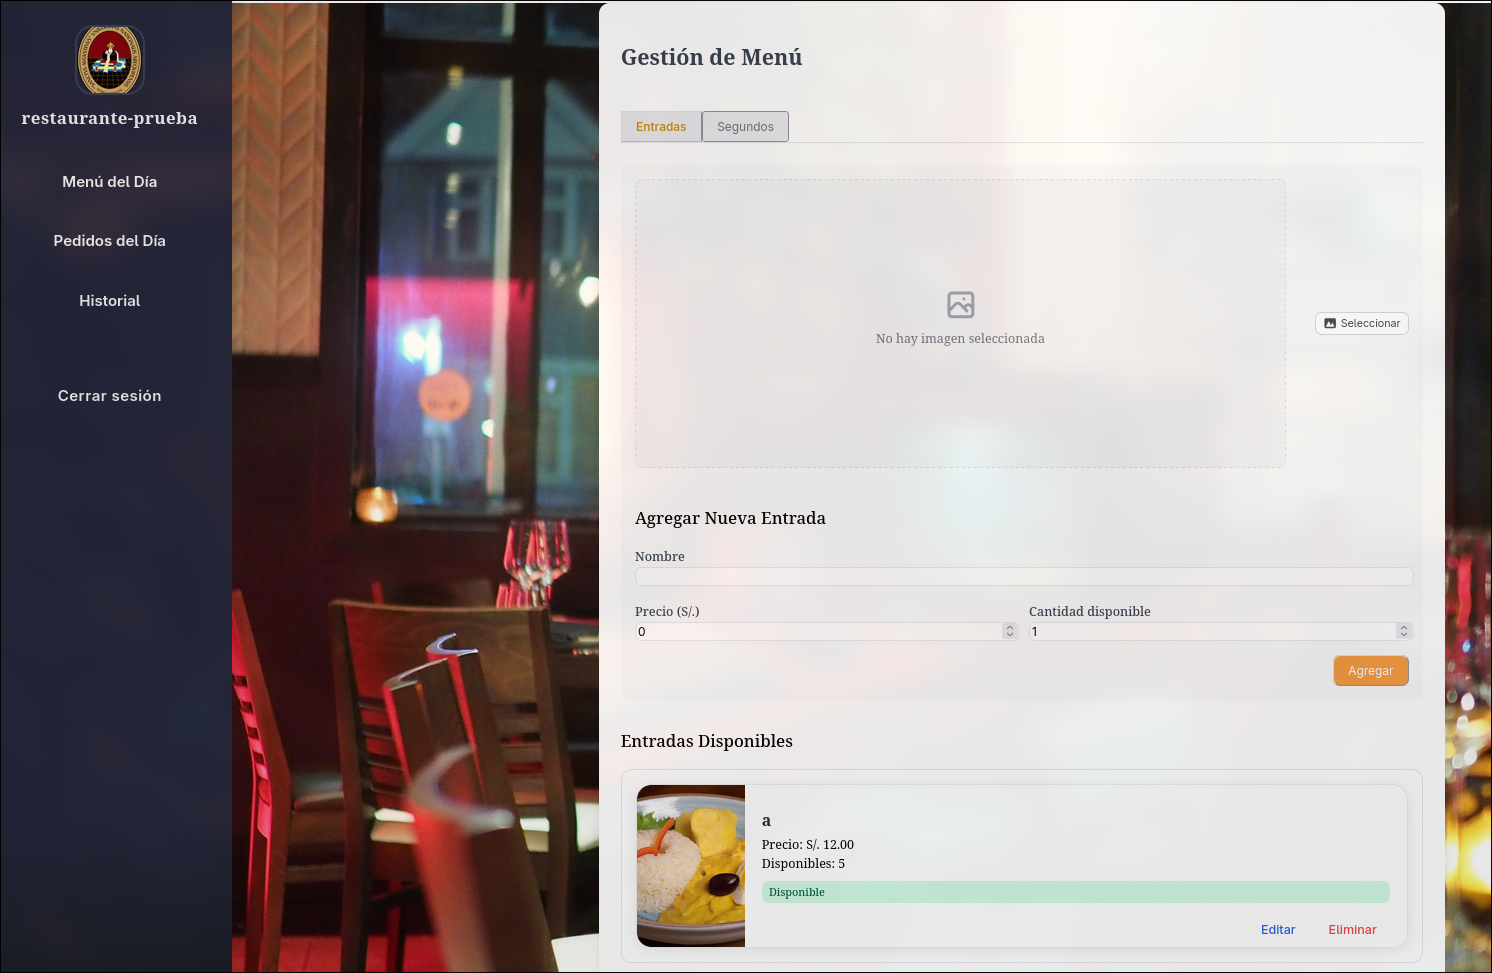 restaurante-prueba
Menú del Día
Pedidos del Día
Historial
Cerrar sesión
Gestión de Menú
Entradas
Segundos
No hay imagen seleccionada
Seleccionar
Agregar Nueva Entrada
Nombre
Precio (S/.)
Cantidad disponible
0
1
Agregar
Entradas Disponibles
a
Precio: S/. 12.00
Disponibles: 5
Disponible
Editar
Eliminar